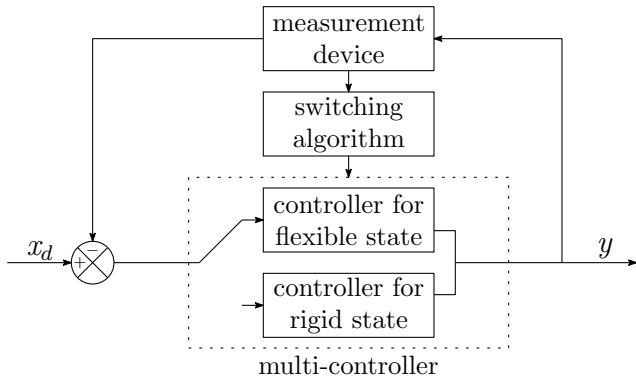 measurement
device
switching
algorithm
x_d
+
−
controller for
flexible state
y
controller for
rigid state
multi-controller